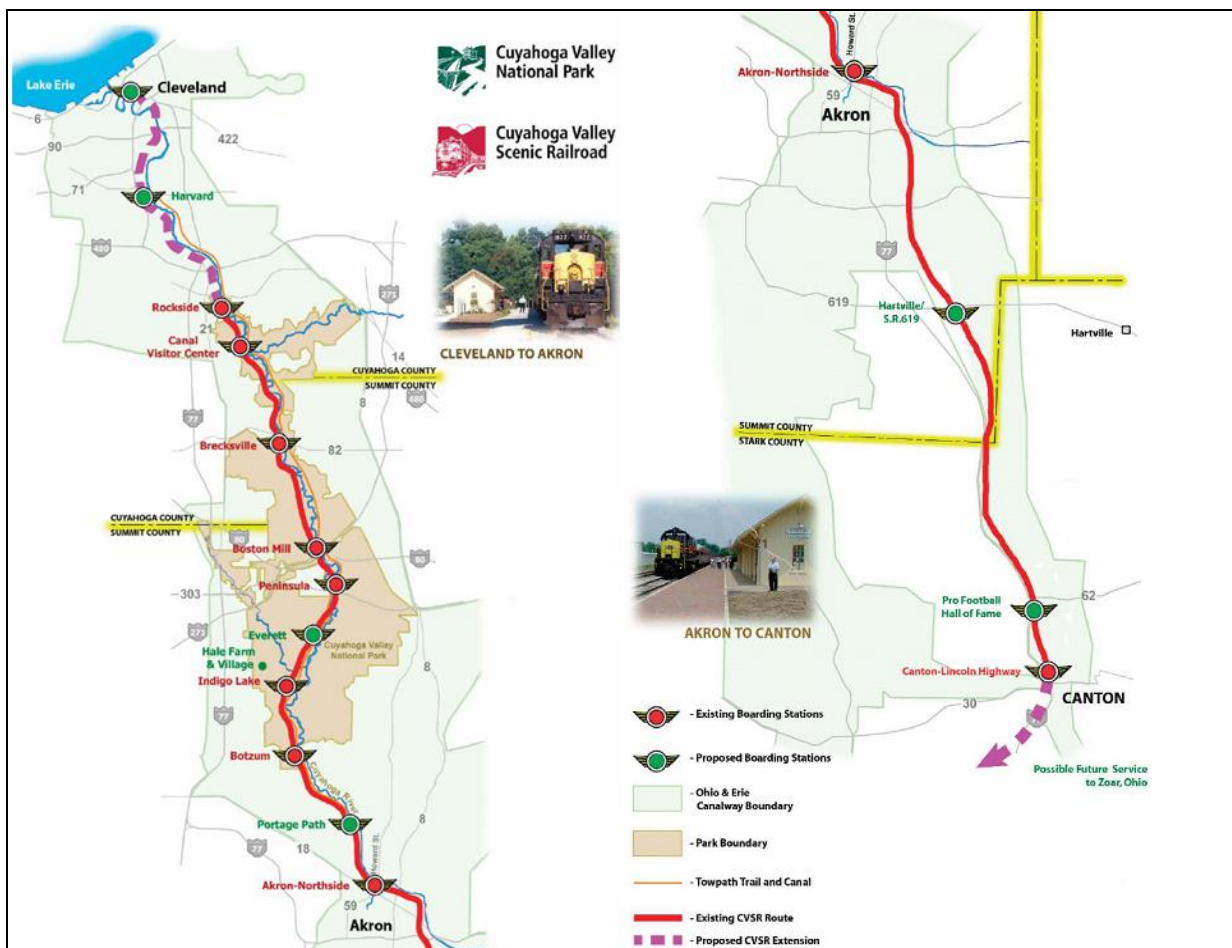 Lake Erie
Cleveland
6
90
422
71
Harvard
480
271
Rockside
21
Canal
Visitor Center
14
CUYAHOGA COUNTY
SUMMIT COUNTY
8
480
77
Brecksville
82
CUYAHOGA COUNTY
SUMMIT COUNTY
80
Boston Mill
80
Peninsula
303
271
Everett
Cuyahoga Valley
National Park
Hale Farm
& Village
8
Indigo Lake
77
Botzum
Cuyahoga River
Portage Path
18
8
77
Howard St.
Akron-Northside
59
Akron
Cuyahoga Valley
National Park
Cuyahoga Valley
Scenic Railroad
CLEVELAND TO AKRON
Howard St.
Akron-Northside
59
Akron
77
619
Hartville/
S.R.619
Hartville
SUMMIT COUNTY
STARK COUNTY
AKRON TO CANTON
Pro Football
Hall of Fame
62
Canton-Lincoln Highway
CANTON
30
Possible Future Service
to Zoar, Ohio
- Existing Boarding Stations
- Proposed Boarding Stations
- Ohio & Erie
Canalway Boundary
- Park Boundary
- Towpath Trail and Canal
- Existing CVSR Route
- Proposed CVSR Extension